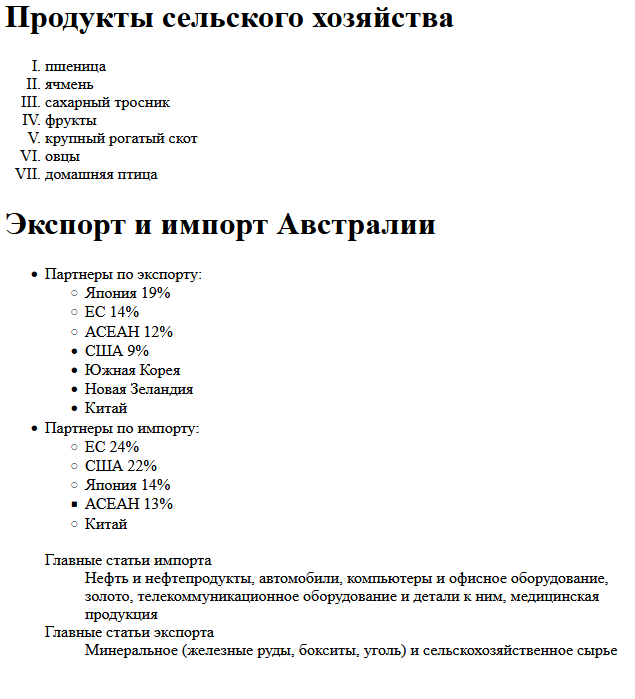 Продукты сельского хозяйства
I. пшеница
II. ячмень
III. сахарный тросник
IV. фрукты
V. крупный рогатый скот
VI. овцы
VII. домашняя птица
Экспорт и импорт Австралии
• Партнеры по экспорту:
○ Япония 19%
○ ЕС 14%
○ АСЕАН 12%
• США 9%
• Южная Корея
• Новая Зеландия
• Китай
• Партнеры по импорту:
○ ЕС 24%
○ США 22%
○ Япония 14%
■ АСЕАН 13%
○ Китай
Главные статьи импорта
Нефть и нефтепродукты, автомобили, компьютеры и офисное оборудование,
золото, телекоммуникационное оборудование и детали к ним, медицинская
продукция
Главные статьи экспорта
Минеральное (железные руды, бокситы, уголь) и сельскохозяйственное сырье